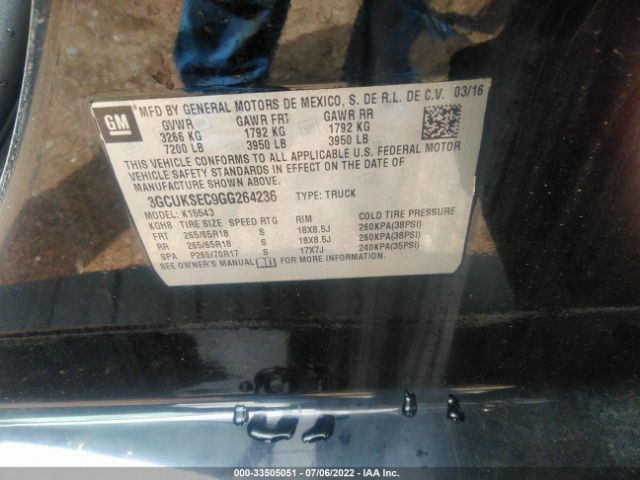 GM
MFD BY GENERAL MOTORS DE MEXICO, S. DE R.L. DE C.V. 03/16
GVWR GAWR FRT GAWR RR
3266 KG 1792 KG 1792 KG
7200 LB 3950 LB 3950 LB
THIS VEHICLE CONFORMS TO ALL APPLICABLE U.S. FEDERAL MOTOR
VEHICLE SAFETY STANDARDS IN EFFECT ON THE DATE OF
MANUFACTURE SHOWN ABOVE.
3GCUKSEC9GG264236 TYPE: TRUCK
MODEL: K15543
KGH8 TIRE SIZE SPEED RTG RIM COLD TIRE PRESSURE
FRT 265/65R18 S 18X8.5J 260KPA(38PSI)
RR 265/65R18 S 18X8.5J 260KPA(38PSI)
SPA P265/70R17 S 17X7J 240KPA(35PSI)
SEE OWNER'S MANUAL FOR MORE INFORMATION.
000-33505051 - 07/06/2022 - IAA Inc.